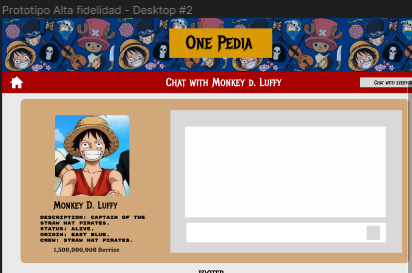 Prototipo Alta fidelidad - Desktop #2
One Pedia
Chat with Monkey D. Luffy
Chat with everyon
Monkey D. Luffy
Description: Captain of the
Straw Hat Pirates.
Status: Alive.
Origin: East Blue.
Crew: Straw Hat Pirates.
1,500,000,000 Berries
Footer